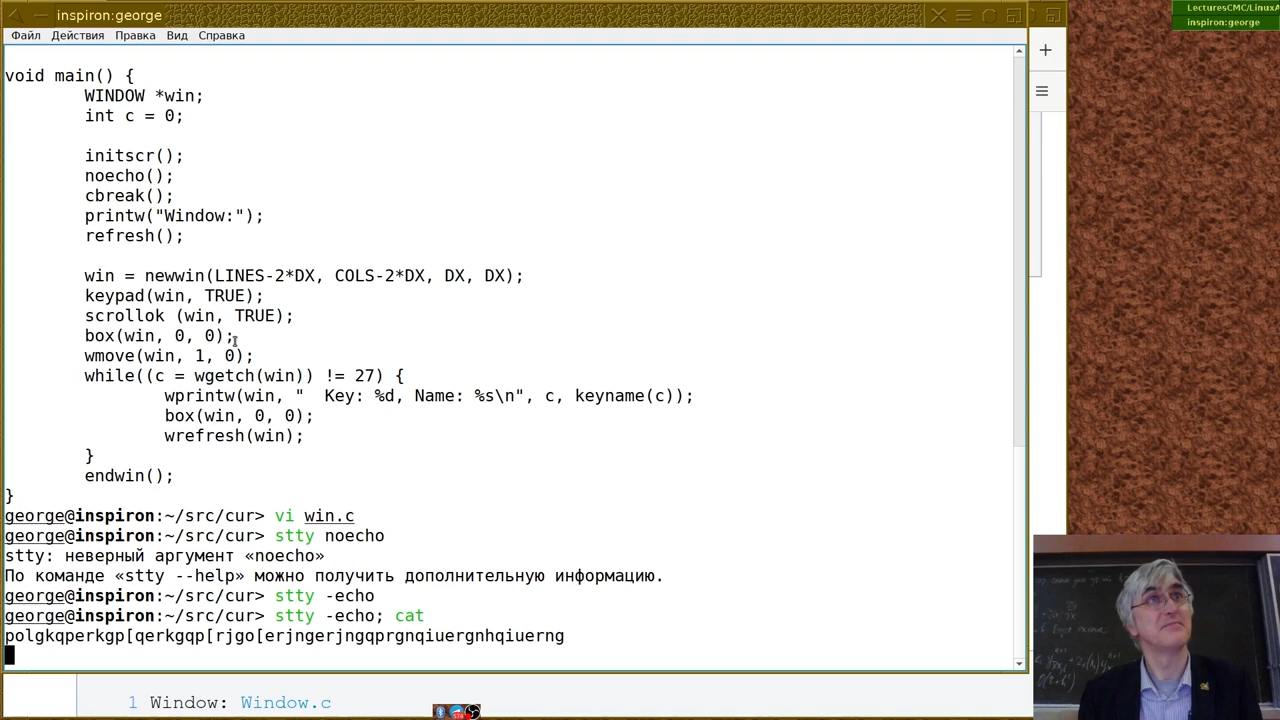 inspiron:george
LecturesCMC/LinuxA
inspiron:george
Файл Действия Правка Вид Справка
void main() {
WINDOW *win;
int c = 0;
initscr();
noecho();
cbreak();
printw("Window:");
refresh();
win = newwin(LINES-2*DX, COLS-2*DX, DX, DX);
keypad(win, TRUE);
scrollok (win, TRUE);
box(win, 0, 0);
wmove(win, 1, 0);
while((c = wgetch(win)) != 27) {
wprintw(win, "  Key: %d, Name: %s\n", c, keyname(c));
box(win, 0, 0);
wrefresh(win);
}
endwin();
}
george@inspiron:~/src/cur> vi win.c
george@inspiron:~/src/cur> stty noecho
stty: неверный аргумент «noecho»
По команде «stty --help» можно получить дополнительную информацию.
george@inspiron:~/src/cur> stty -echo
george@inspiron:~/src/cur> stty -echo; cat
polgkqperkgp[qerkgqp[rjgo[erjngerjngqprgnqiuergnhqiuerng
1 Window: Window.c